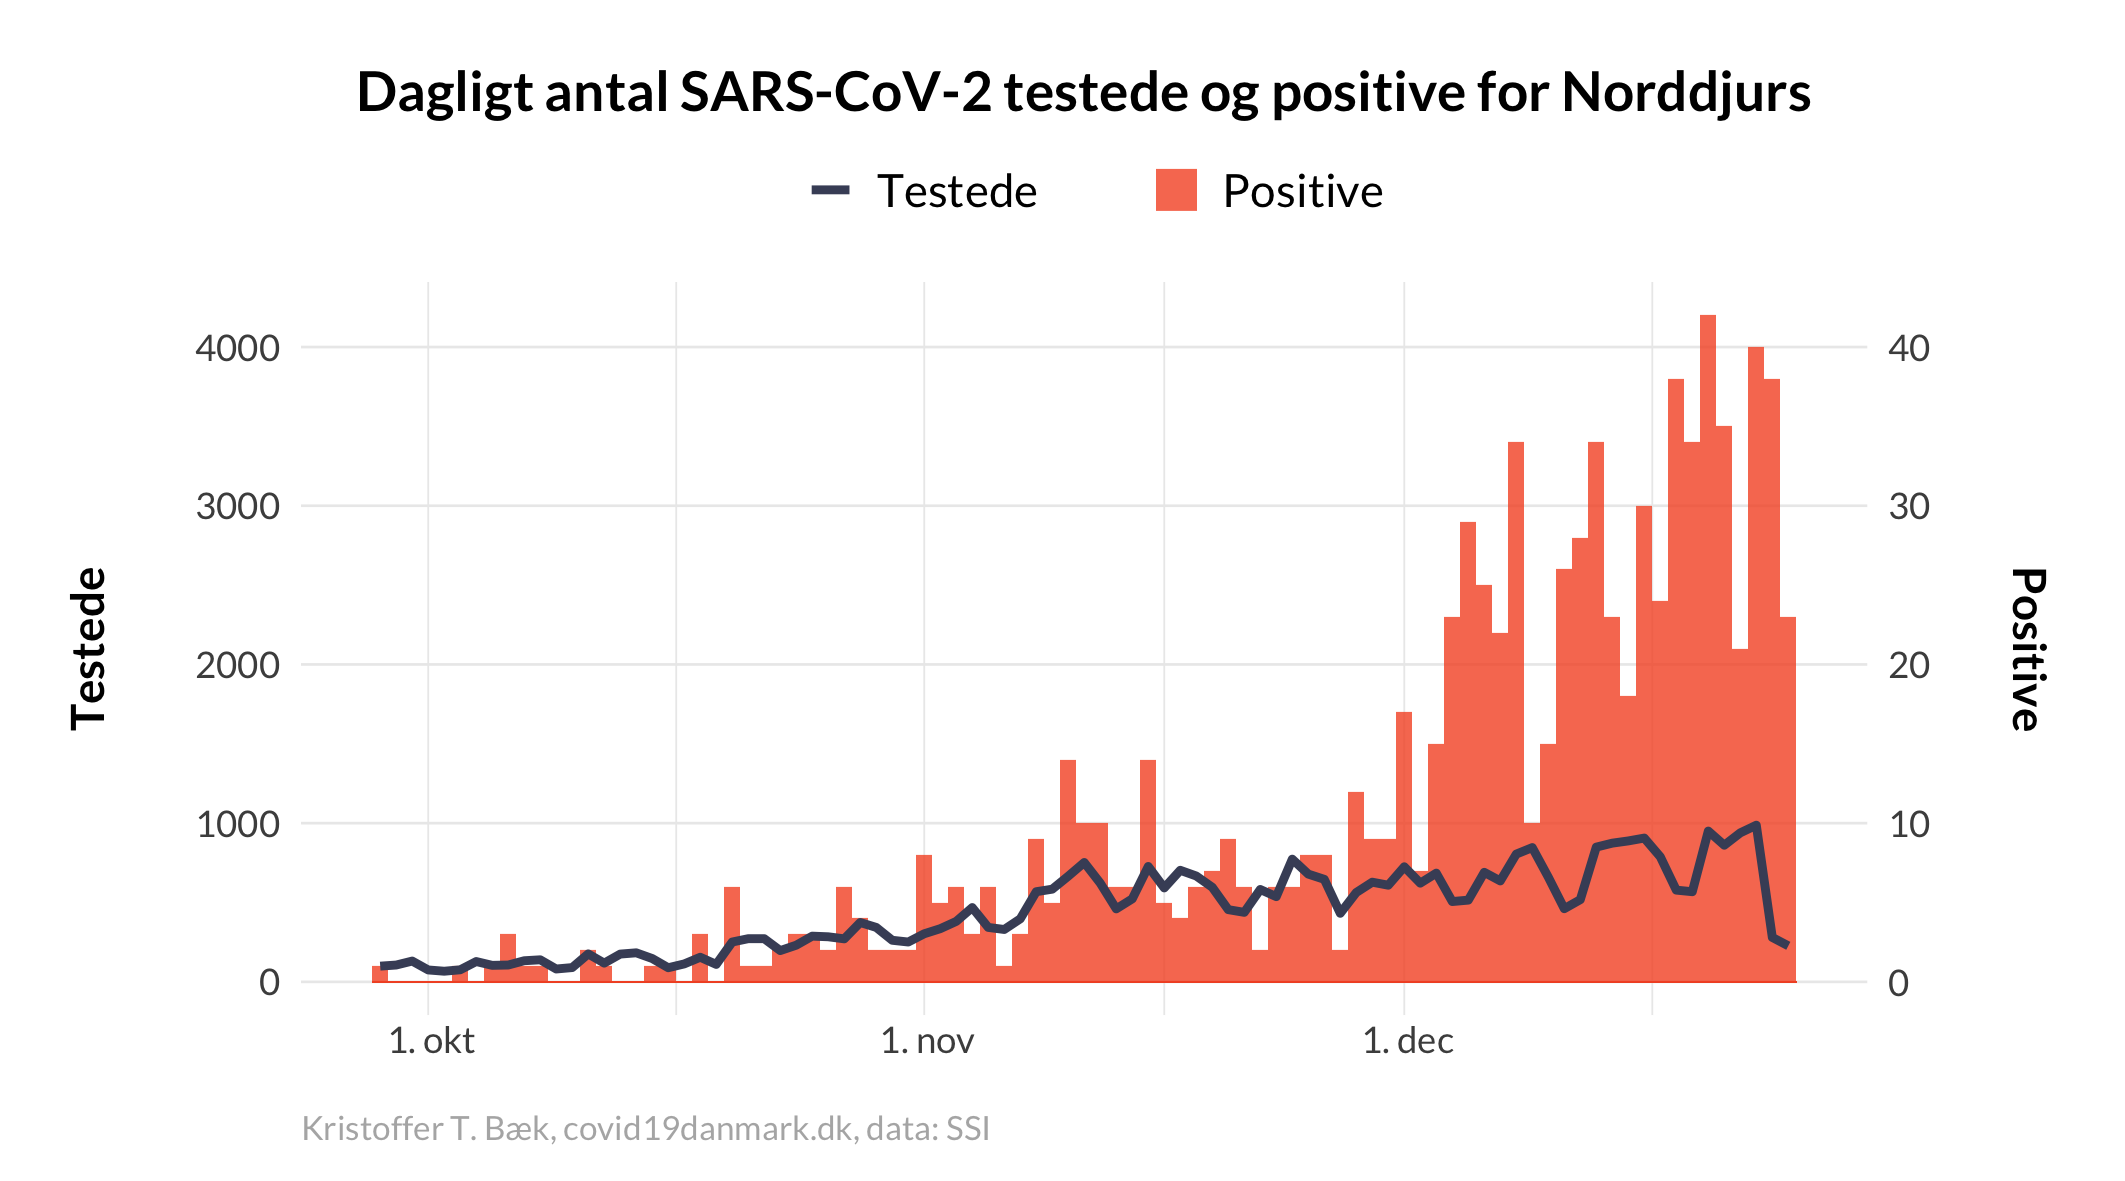 Dagligt antal SARS-CoV-2 testede og positive for Norddjurs
Testede
Positive
4000
3000
2000
1000
0
Testede
40
30
20
10
0
Positive
1. okt
1. nov
1. dec
Kristoffer T. Bæk, covid19danmark.dk, data: SSI